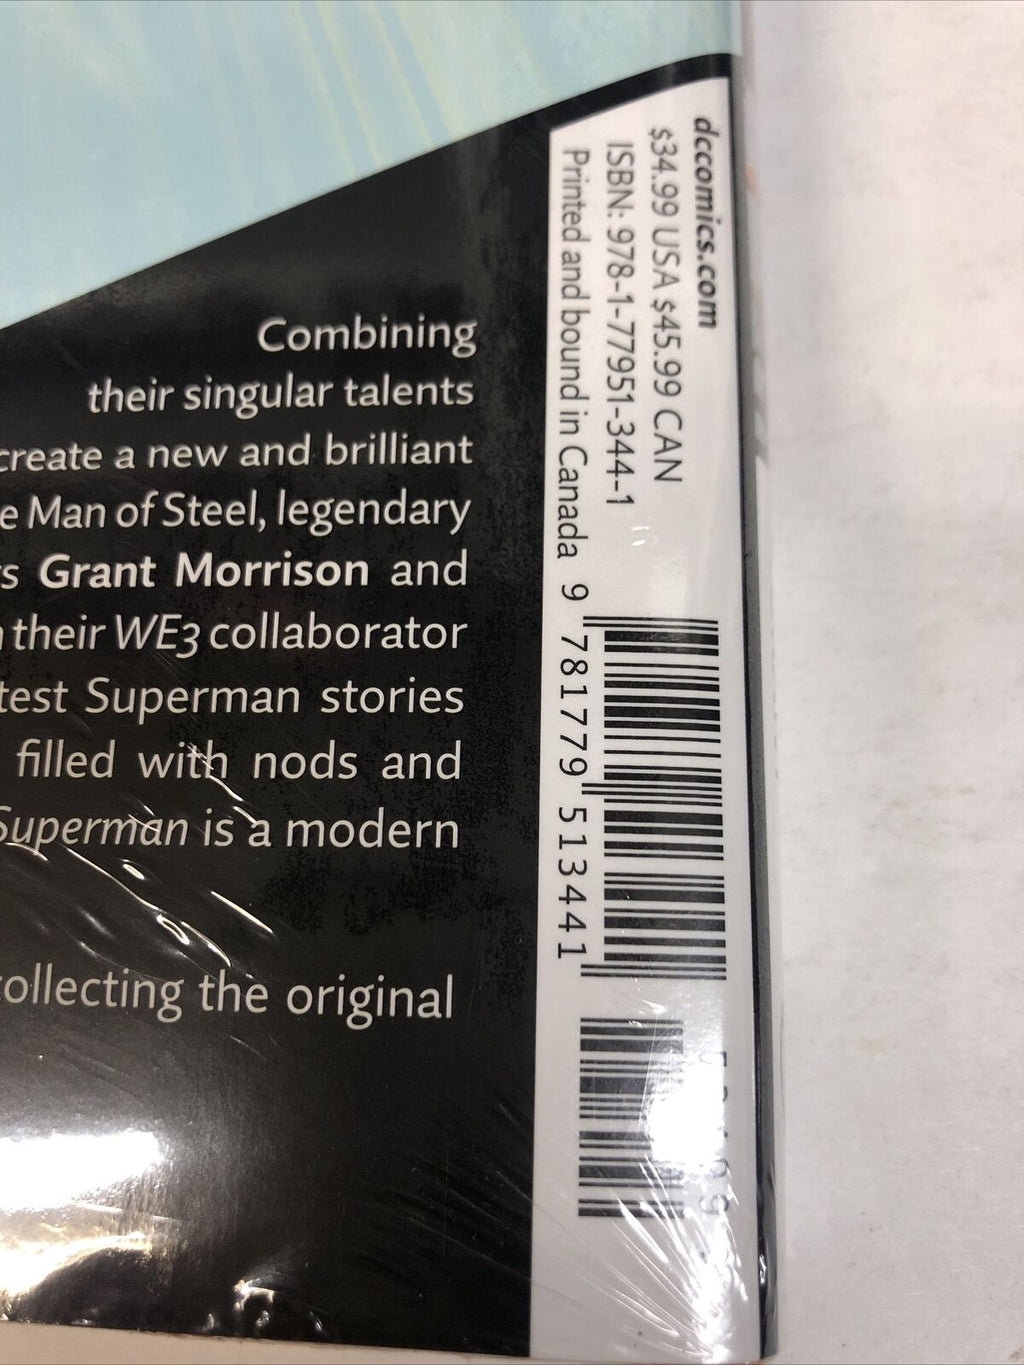 Combining
their singular talents
create a new and brilliant
Man of Steel, legendary
Grant Morrison and
their WE3 collaborator
Superman stories
filled with nods and
Superman is a modern
collecting the original
dccomics.com
$34.99 USA $45.99 CAN
ISBN: 978-1-77951-344-1
Printed and bound in Canada
9 781779 513441